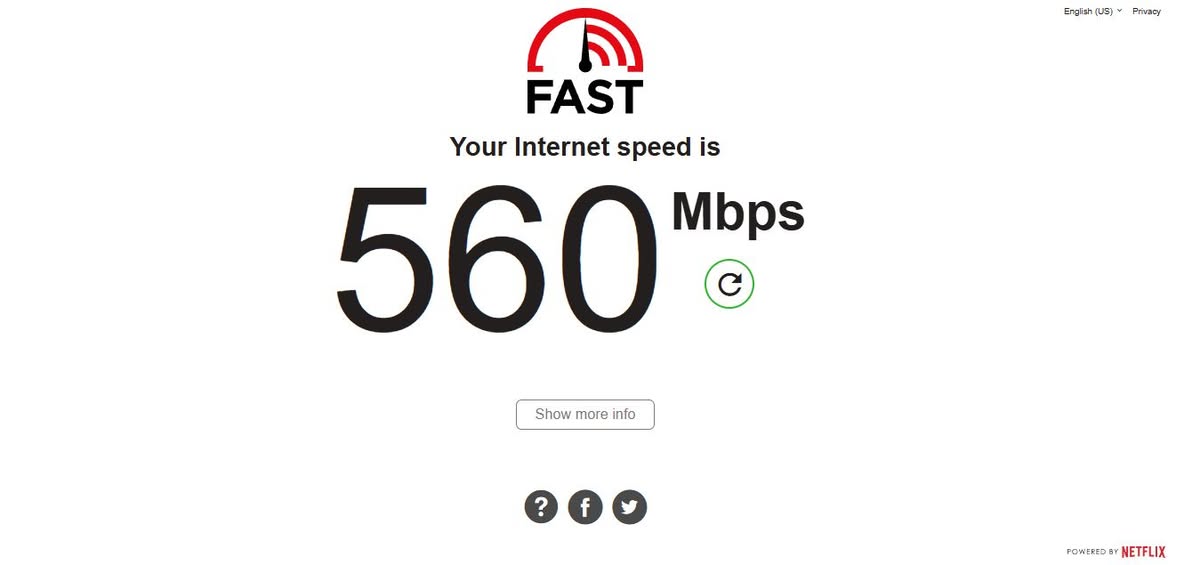 English (US) Privacy
FAST
Your Internet speed is
560 Mbps
Show more info
?
f
POWERED BY NETFLIX